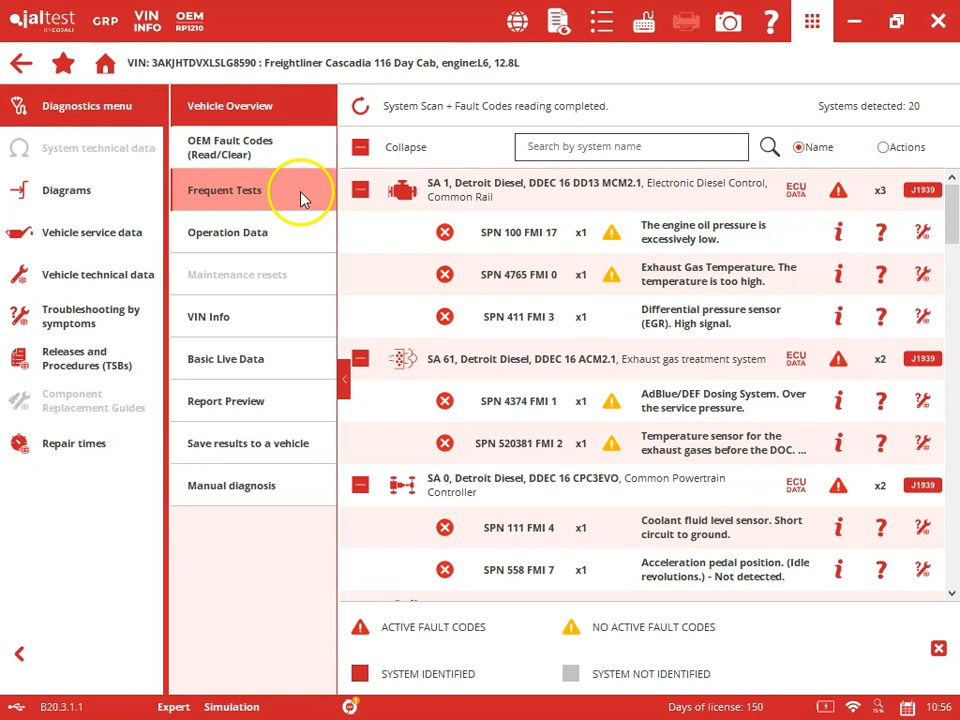 jaltest GRP VIN INFO OEM RP1210
BY COJALI
VIN: 3AKJHTDVXLSLG8590 : Freightliner Cascadia 116 Day Cab, engine:L6, 12.8L
Diagnostics menu
System technical data
Diagrams
Vehicle service data
Vehicle technical data
Troubleshooting by
symptoms
Releases and
Procedures (TSBs)
Component
Replacement Guides
Repair times
Vehicle Overview
OEM Fault Codes
(Read/Clear)
Frequent Tests
Operation Data
Maintenance resets
VIN Info
Basic Live Data
Report Preview
Save results to a vehicle
Manual diagnosis
System Scan + Fault Codes reading completed. Systems detected: 20
Collapse Search by system name Name Actions
SA 1, Detroit Diesel, DDEC 16 DD13 MCM2.1, Electronic Diesel Control,
Common Rail
ECU DATA x3 J1939
SPN 100 FMI 17 x1 The engine oil pressure is
excessively low.
SPN 4765 FMI 0 x1 Exhaust Gas Temperature. The
temperature is too high.
SPN 411 FMI 3 x1 Differential pressure sensor
(EGR). High signal.
SA 61, Detroit Diesel, DDEC 16 ACM2.1, Exhaust gas treatment system ECU DATA x2 J1939
SPN 4374 FMI 1 x1 AdBlue/DEF Dosing System. Over
the service pressure.
SPN 520381 FMI 2 x1 Temperature sensor for the
exhaust gases before the DOC. ...
SA 0, Detroit Diesel, DDEC 16 CPC3EVO, Common Powertrain
Controller
ECU DATA x2 J1939
SPN 111 FMI 4 x1 Coolant fluid level sensor. Short
circuit to ground.
SPN 558 FMI 7 x1 Acceleration pedal position. (Idle
revolutions.) - Not detected.
ACTIVE FAULT CODES NO ACTIVE FAULT CODES
SYSTEM IDENTIFIED SYSTEM NOT IDENTIFIED
B20.3.1.1 Expert Simulation Days of license: 150 75% 10:56